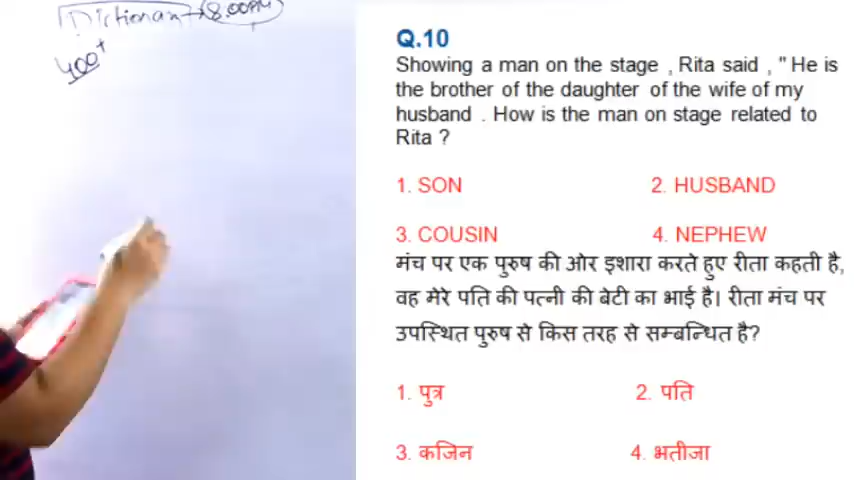 Dictionary → 8.00PM
400+
Q.10
Showing a man on the stage , Rita said , " He is
the brother of the daughter of the wife of my
husband . How is the man on stage related to
Rita ?
1. SON 2. HUSBAND
3. COUSIN 4. NEPHEW
मंच पर एक पुरुष की ओर इशारा करते हुए रीता कहती है,
वह मेरे पति की पत्नी की बेटी का भाई है। रीता मंच पर
उपस्थित पुरुष से किस तरह से सम्बन्धित है?
1. पुत्र 2. पति
3. कजिन 4. भतीजा